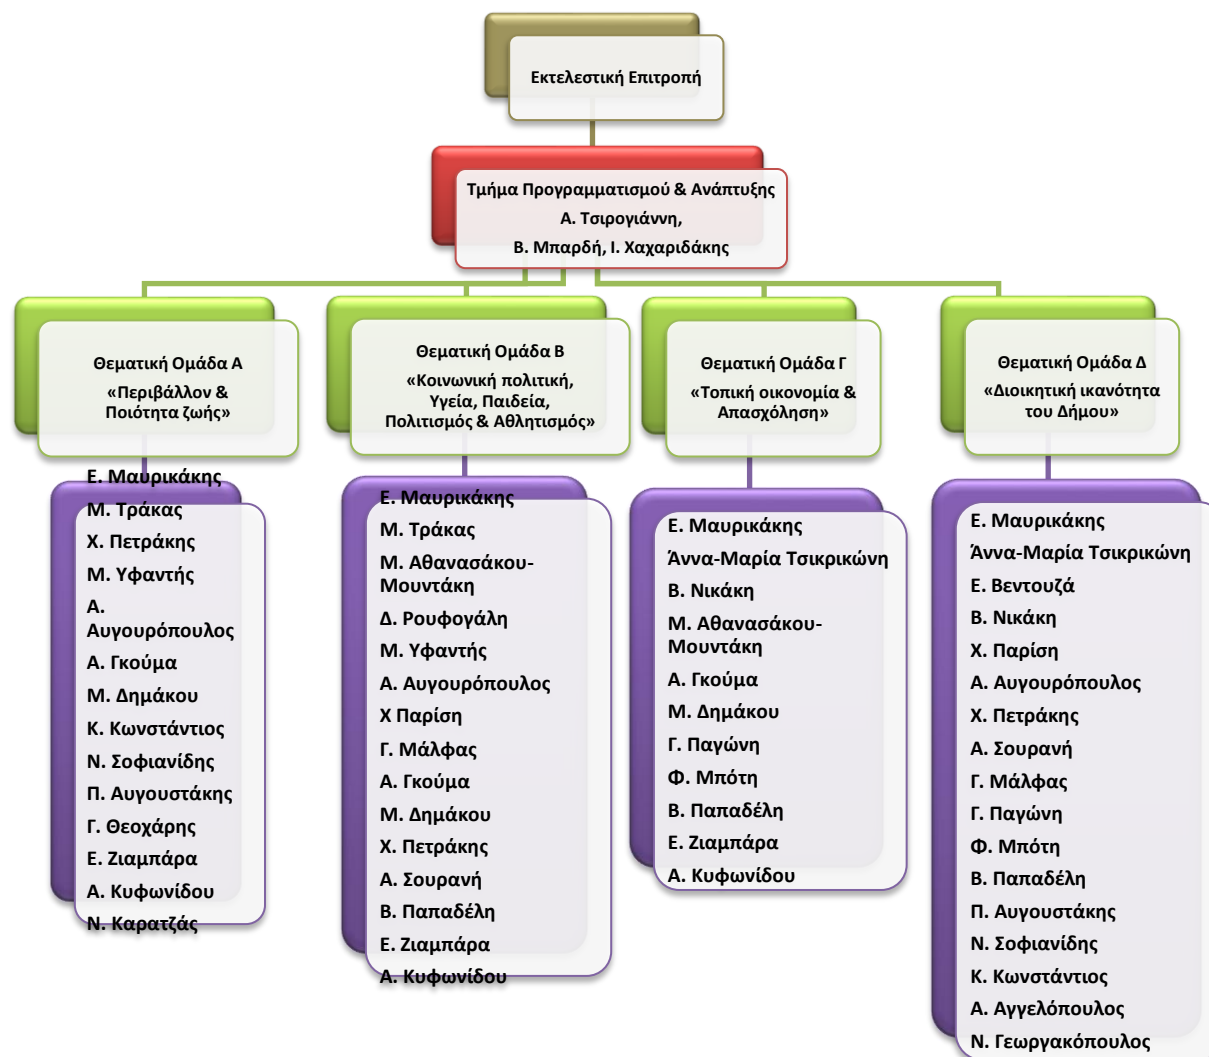 Εκτελεστική Επιτροπή
Τμήμα Προγραμματισμού & Ανάπτυξης
Α. Τσιρογιάννη,
Β. Μπαρδή, Ι. Χαχαριδάκης
Θεματική Ομάδα Α
«Περιβάλλον &
Ποιότητα ζωής»
Θεματική Ομάδα Β
«Κοινωνική πολιτική,
Υγεία, Παιδεία,
Πολιτισμός & Αθλητισμός»
Θεματική Ομάδα Γ
«Τοπική οικονομία &
Απασχόληση»
Θεματική Ομάδα Δ
«Διοικητική ικανότητα
του Δήμου»
Ε. Μαυρικάκης
Μ. Τράκας
Χ. Πετράκης
Μ. Υφαντής
Α.
Αυγουρόπουλος
Α. Γκούμα
Μ. Δημάκου
Κ. Κωνστάντιος
Ν. Σοφιανίδης
Π. Αυγουστάκης
Γ. Θεοχάρης
Ε. Ζιαμπάρα
Α. Κυφωνίδου
Ν. Καρατζάς
Ε. Μαυρικάκης
Μ. Τράκας
Μ. Αθανασάκου-
Μουντάκη
Δ. Ρουφογάλη
Μ. Υφαντής
Α. Αυγουρόπουλος
Χ Παρίση
Γ. Μάλφας
Α. Γκούμα
Μ. Δημάκου
Χ. Πετράκης
Α. Σουρανή
Β. Παπαδέλη
Ε. Ζιαμπάρα
Α. Κυφωνίδου
Ε. Μαυρικάκης
Άννα-Μαρία Τσικρικώνη
Β. Νικάκη
Μ. Αθανασάκου-
Μουντάκη
Α. Γκούμα
Μ. Δημάκου
Γ. Παγώνη
Φ. Μπότη
Β. Παπαδέλη
Ε. Ζιαμπάρα
Α. Κυφωνίδου
Ε. Μαυρικάκης
Άννα-Μαρία Τσικρικώνη
Ε. Βεντουζά
Β. Νικάκη
Χ. Παρίση
Α. Αυγουρόπουλος
Χ. Πετράκης
Α. Σουρανή
Γ. Μάλφας
Γ. Παγώνη
Φ. Μπότη
Β. Παπαδέλη
Π. Αυγουστάκης
Ν. Σοφιανίδης
Κ. Κωνστάντιος
Α. Αγγελόπουλος
Ν. Γεωργακόπουλος